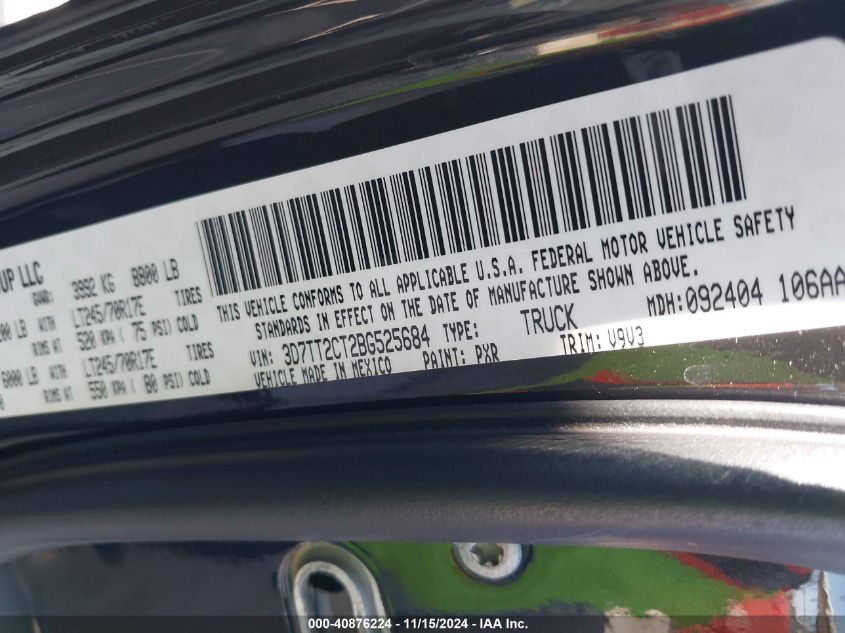 UP LLC
GAWR: 3992 KG 8800 LB
200 LB WITH LT245/70R17E TIRES
RIMS AT 520 KPA ( 75 PSI) COLD
6000 LB WITH LT245/70R17E TIRES
RIMS AT 550 KPA ( 80 PSI) COLD
THIS VEHICLE CONFORMS TO ALL APPLICABLE U.S.A. FEDERAL MOTOR VEHICLE SAFETY
STANDARDS IN EFFECT ON THE DATE OF MANUFACTURE SHOWN ABOVE.
VIN: 3D7TT2CT2BG525684 TYPE: TRUCK MDH: 092404 106AA
VEHICLE MADE IN MEXICO PAINT: PXR TRIM: V9V3
000-40876224 - 11/15/2024 - IAA Inc.